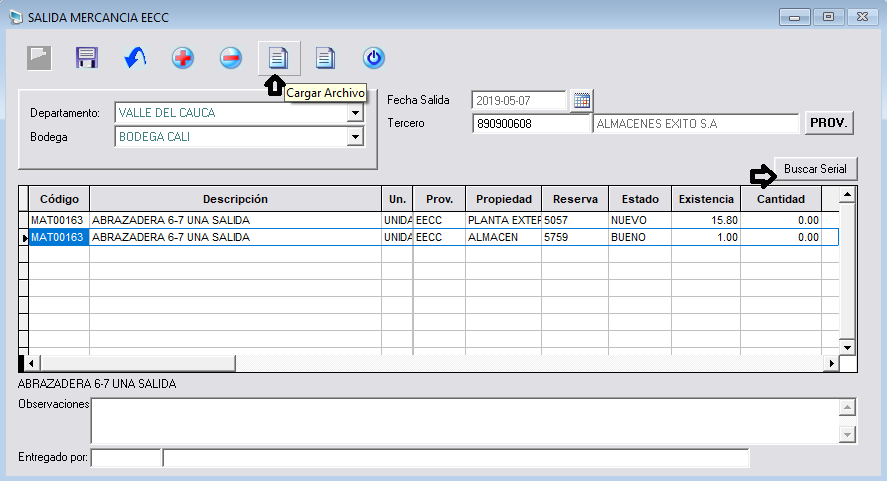 SALIDA MERCANCIA EECC
Cargar Archivo
Departamento: VALLE DEL CAUCA
Bodega BODEGA CALI
Fecha Salida 2019-05-07
Tercero 890900608 ALMACENES EXITO S.A PROV.
Buscar Serial
Código Descripción Un. Prov. Propiedad Reserva Estado Existencia Cantidad
MAT00163 ABRAZADERA 6-7 UNA SALIDA UNIDA EECC PLANTA EXTER 5057 NUEVO 15.80 0.00
MAT00163 ABRAZADERA 6-7 UNA SALIDA UNIDA EECC ALMACEN 5759 BUENO 1.00 0.00
ABRAZADERA 6-7 UNA SALIDA
Observaciones
Entregado por: